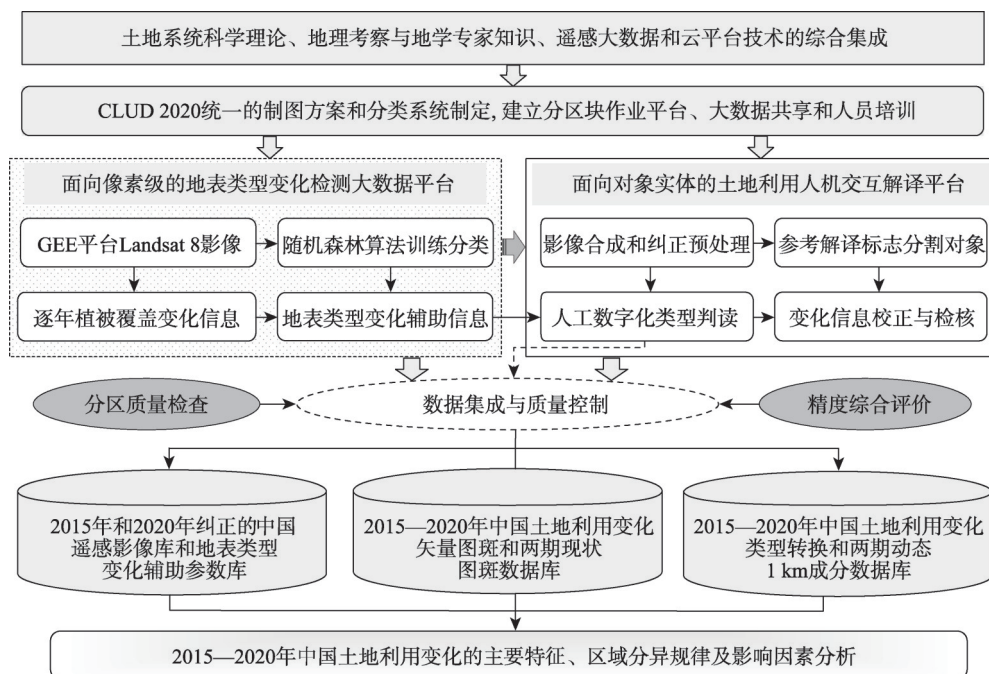 土地系统科学理论、地理考察与地学专家知识、遥感大数据和云平台技术的综合集成
CLUD 2020统一的制图方案和分类系统制定, 建立分区块作业平台、大数据共享和人员培训
面向像素级的地表类型变化检测大数据平台
GEE平台Landsat 8影像
随机森林算法训练分类
逐年植被覆盖变化信息
地表类型变化辅助信息
面向对象实体的土地利用人机交互解译平台
影像合成和纠正预处理
参考解译标志分割对象
人工数字化类型判读
变化信息校正与检核
分区质量检查
数据集成与质量控制
精度综合评价
2015年和2020年纠正的中国
遥感影像库和地表类型
变化辅助参数库
2015—2020年中国土地利用变化
矢量图斑和两期现状
图斑数据库
2015—2020年中国土地利用变化
类型转换和两期动态
1 km成分数据库
2015—2020年中国土地利用变化的主要特征、区域分异规律及影响因素分析